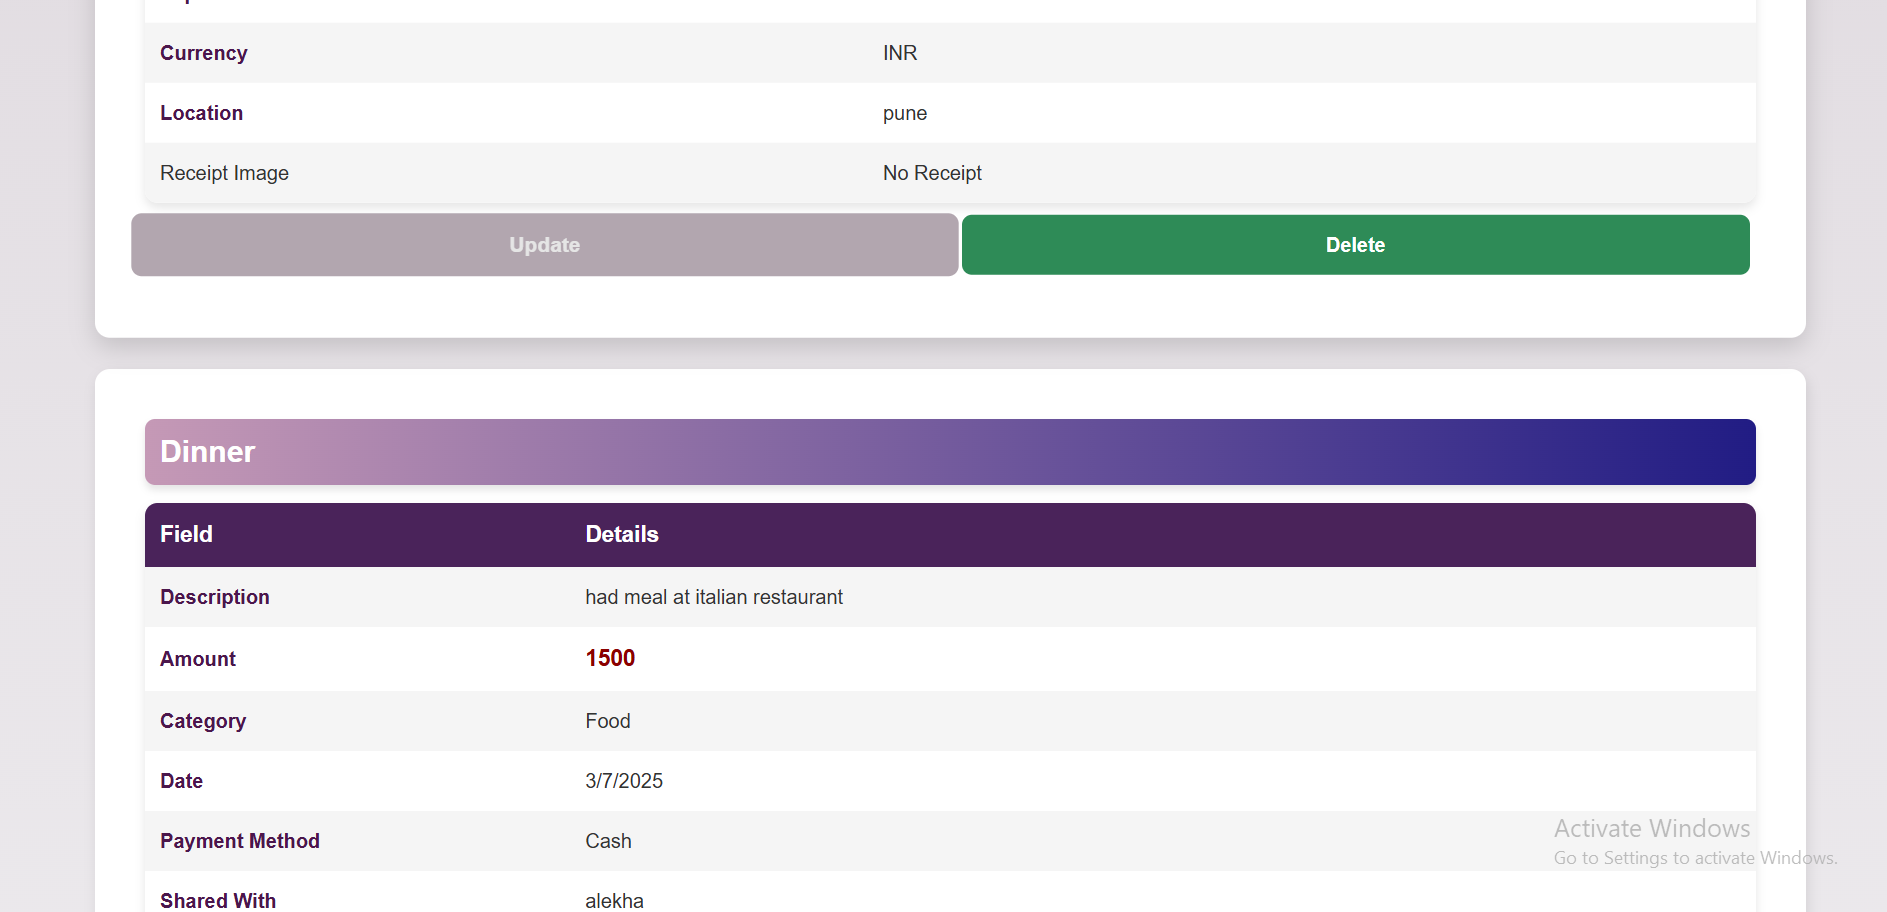 Currency INR
Location pune
Receipt Image No Receipt
Update Delete
Dinner
Field Details
Description had meal at italian restaurant
Amount 1500
Category Food
Date 3/7/2025
Payment Method Cash
Activate Windows
Go to Settings to activate Windows.
Shared With alekha